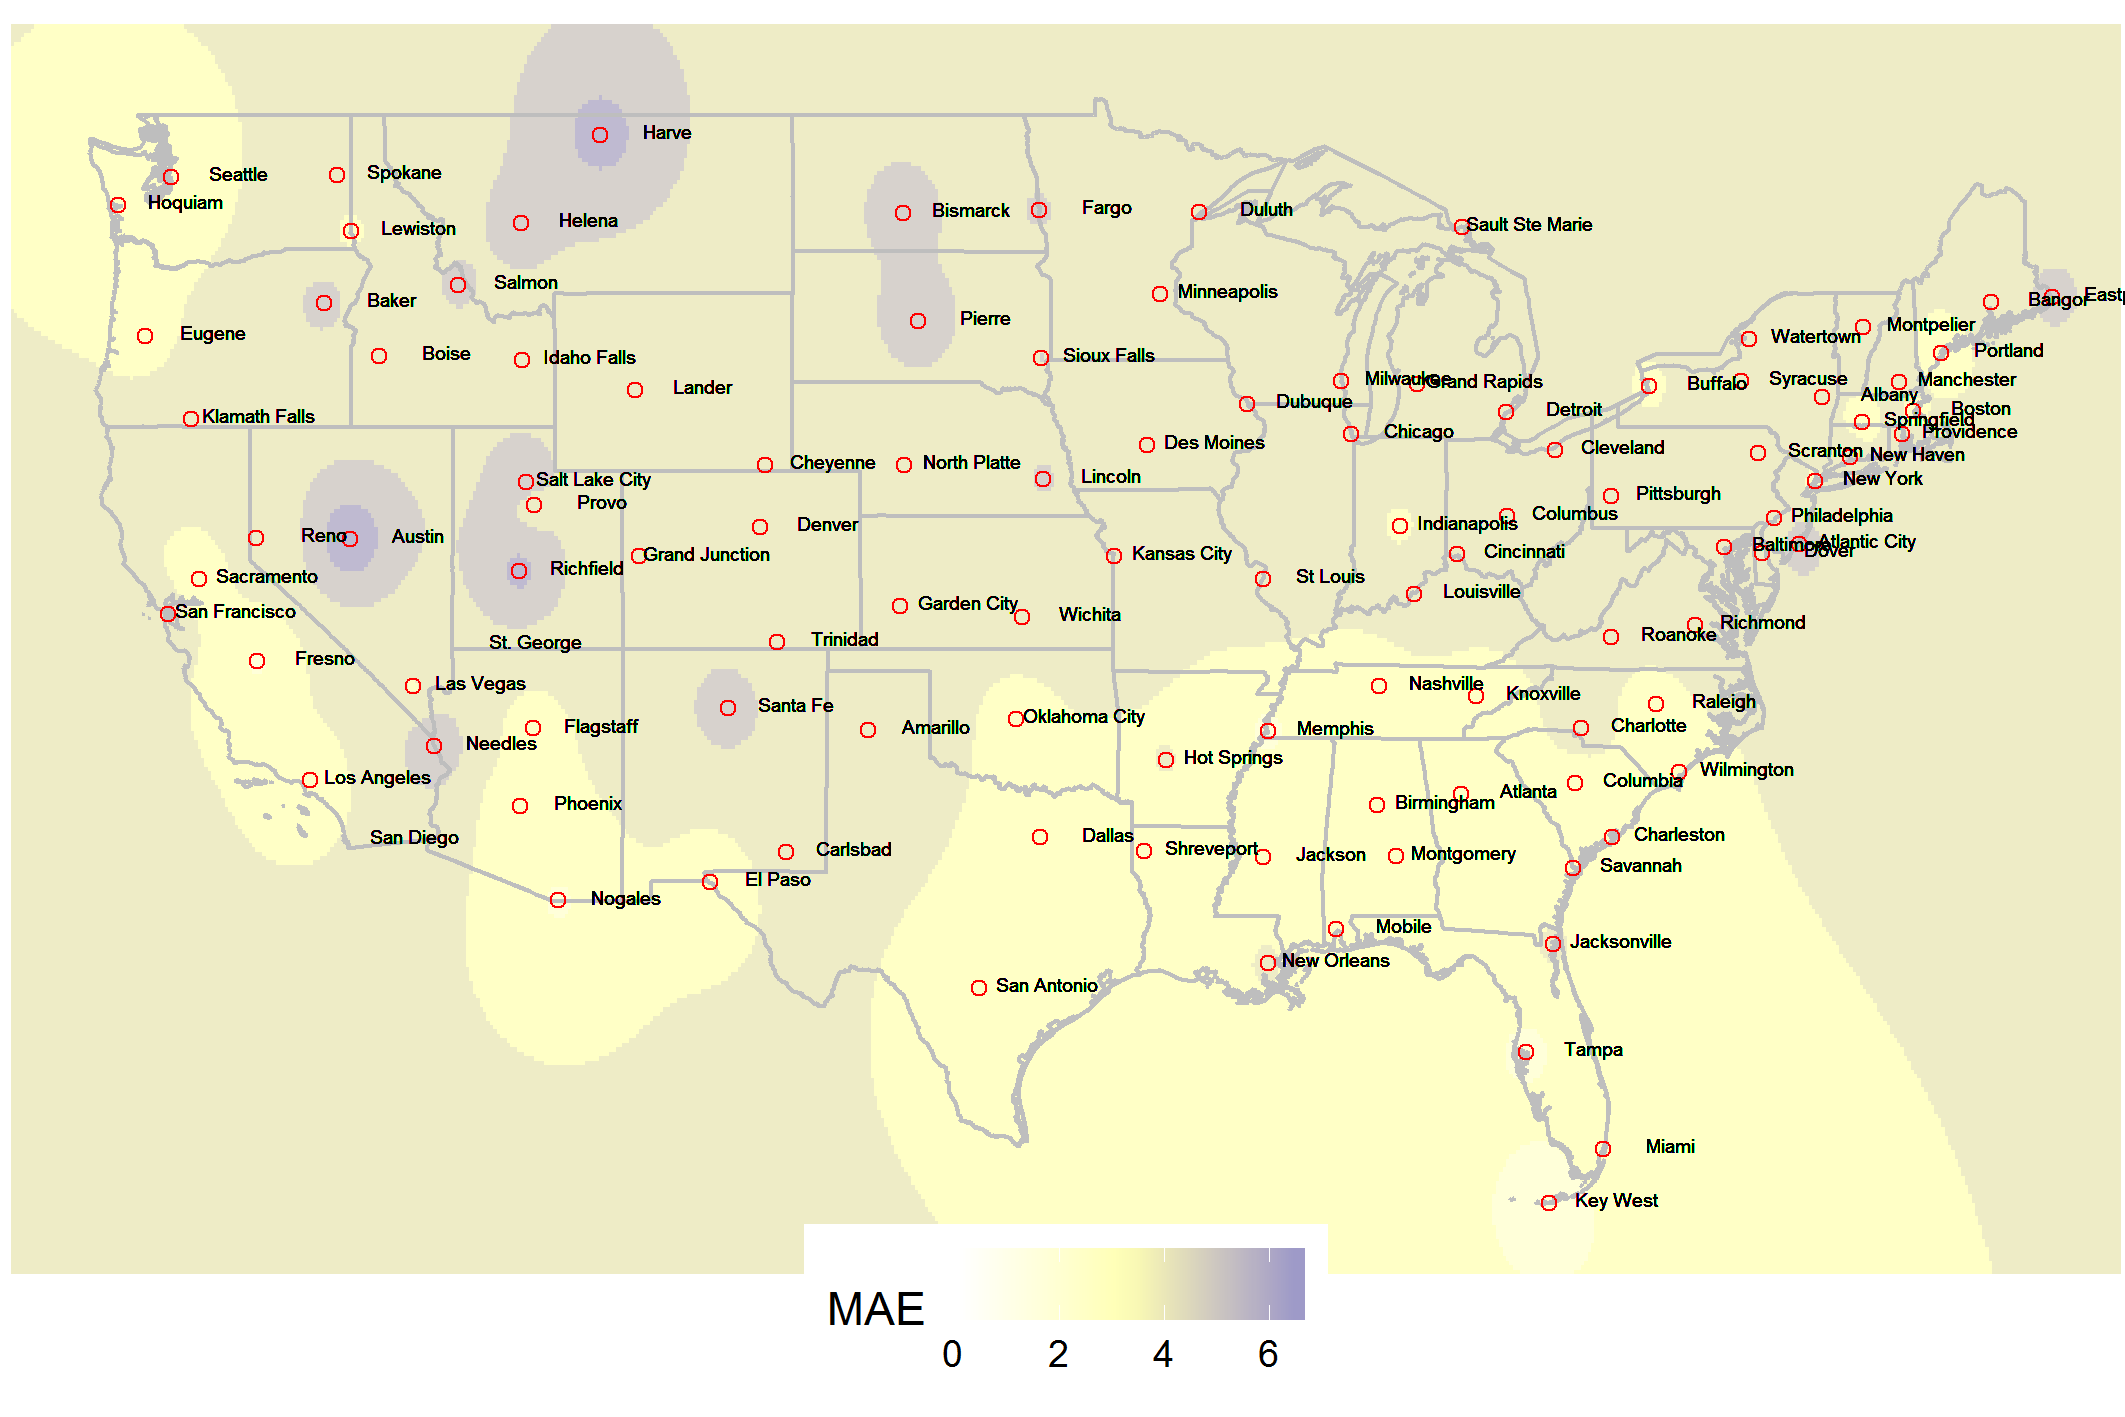 Harve
Seattle
Spokane
Hoquiam
Helena
Bismarck
Fargo
Duluth
Sault Ste Marie
Lewiston
Salmon
Baker
Minneapolis
Bangor
Eastp
Eugene
Pierre
Montpelier
Watertown
Boise
Idaho Falls
Sioux Falls
Portland
Lander
Milwaukee
Grand Rapids
Buffalo
Syracuse
Manchester
Albany
Dubuque
Detroit
Boston
Klamath Falls
Springfield
Chicago
Providence
Des Moines
Cleveland
Scranton
New Haven
Cheyenne
North Platte
Salt Lake City
Lincoln
New York
Provo
Pittsburgh
Denver
Indianapolis
Columbus
Philadelphia
Reno
Austin
Baltimore
Atlantic City
Dover
Grand Junction
Kansas City
Cincinnati
Richfield
Sacramento
St Louis
Louisville
San Francisco
Garden City
Wichita
Richmond
St. George
Trinidad
Roanoke
Fresno
Las Vegas
Nashville
Knoxville
Santa Fe
Raleigh
Flagstaff
Amarillo
Oklahoma City
Memphis
Charlotte
Needles
Hot Springs
Los Angeles
Wilmington
Columbia
Phoenix
Birmingham
Atlanta
San Diego
Dallas
Charleston
Carlsbad
Shreveport
Jackson
Montgomery
El Paso
Savannah
Nogales
Mobile
Jacksonville
New Orleans
San Antonio
Tampa
Miami
Key West
MAE
0 2 4 6